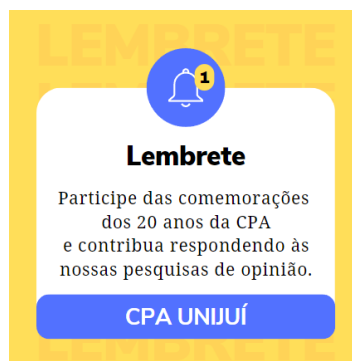 LEMBRETE
1
Lembrete
Participe das comemorações
dos 20 anos da CPA
e contribua respondendo às
nossas pesquisas de opinião.
CPA UNIJUÍ
LEMBRETE